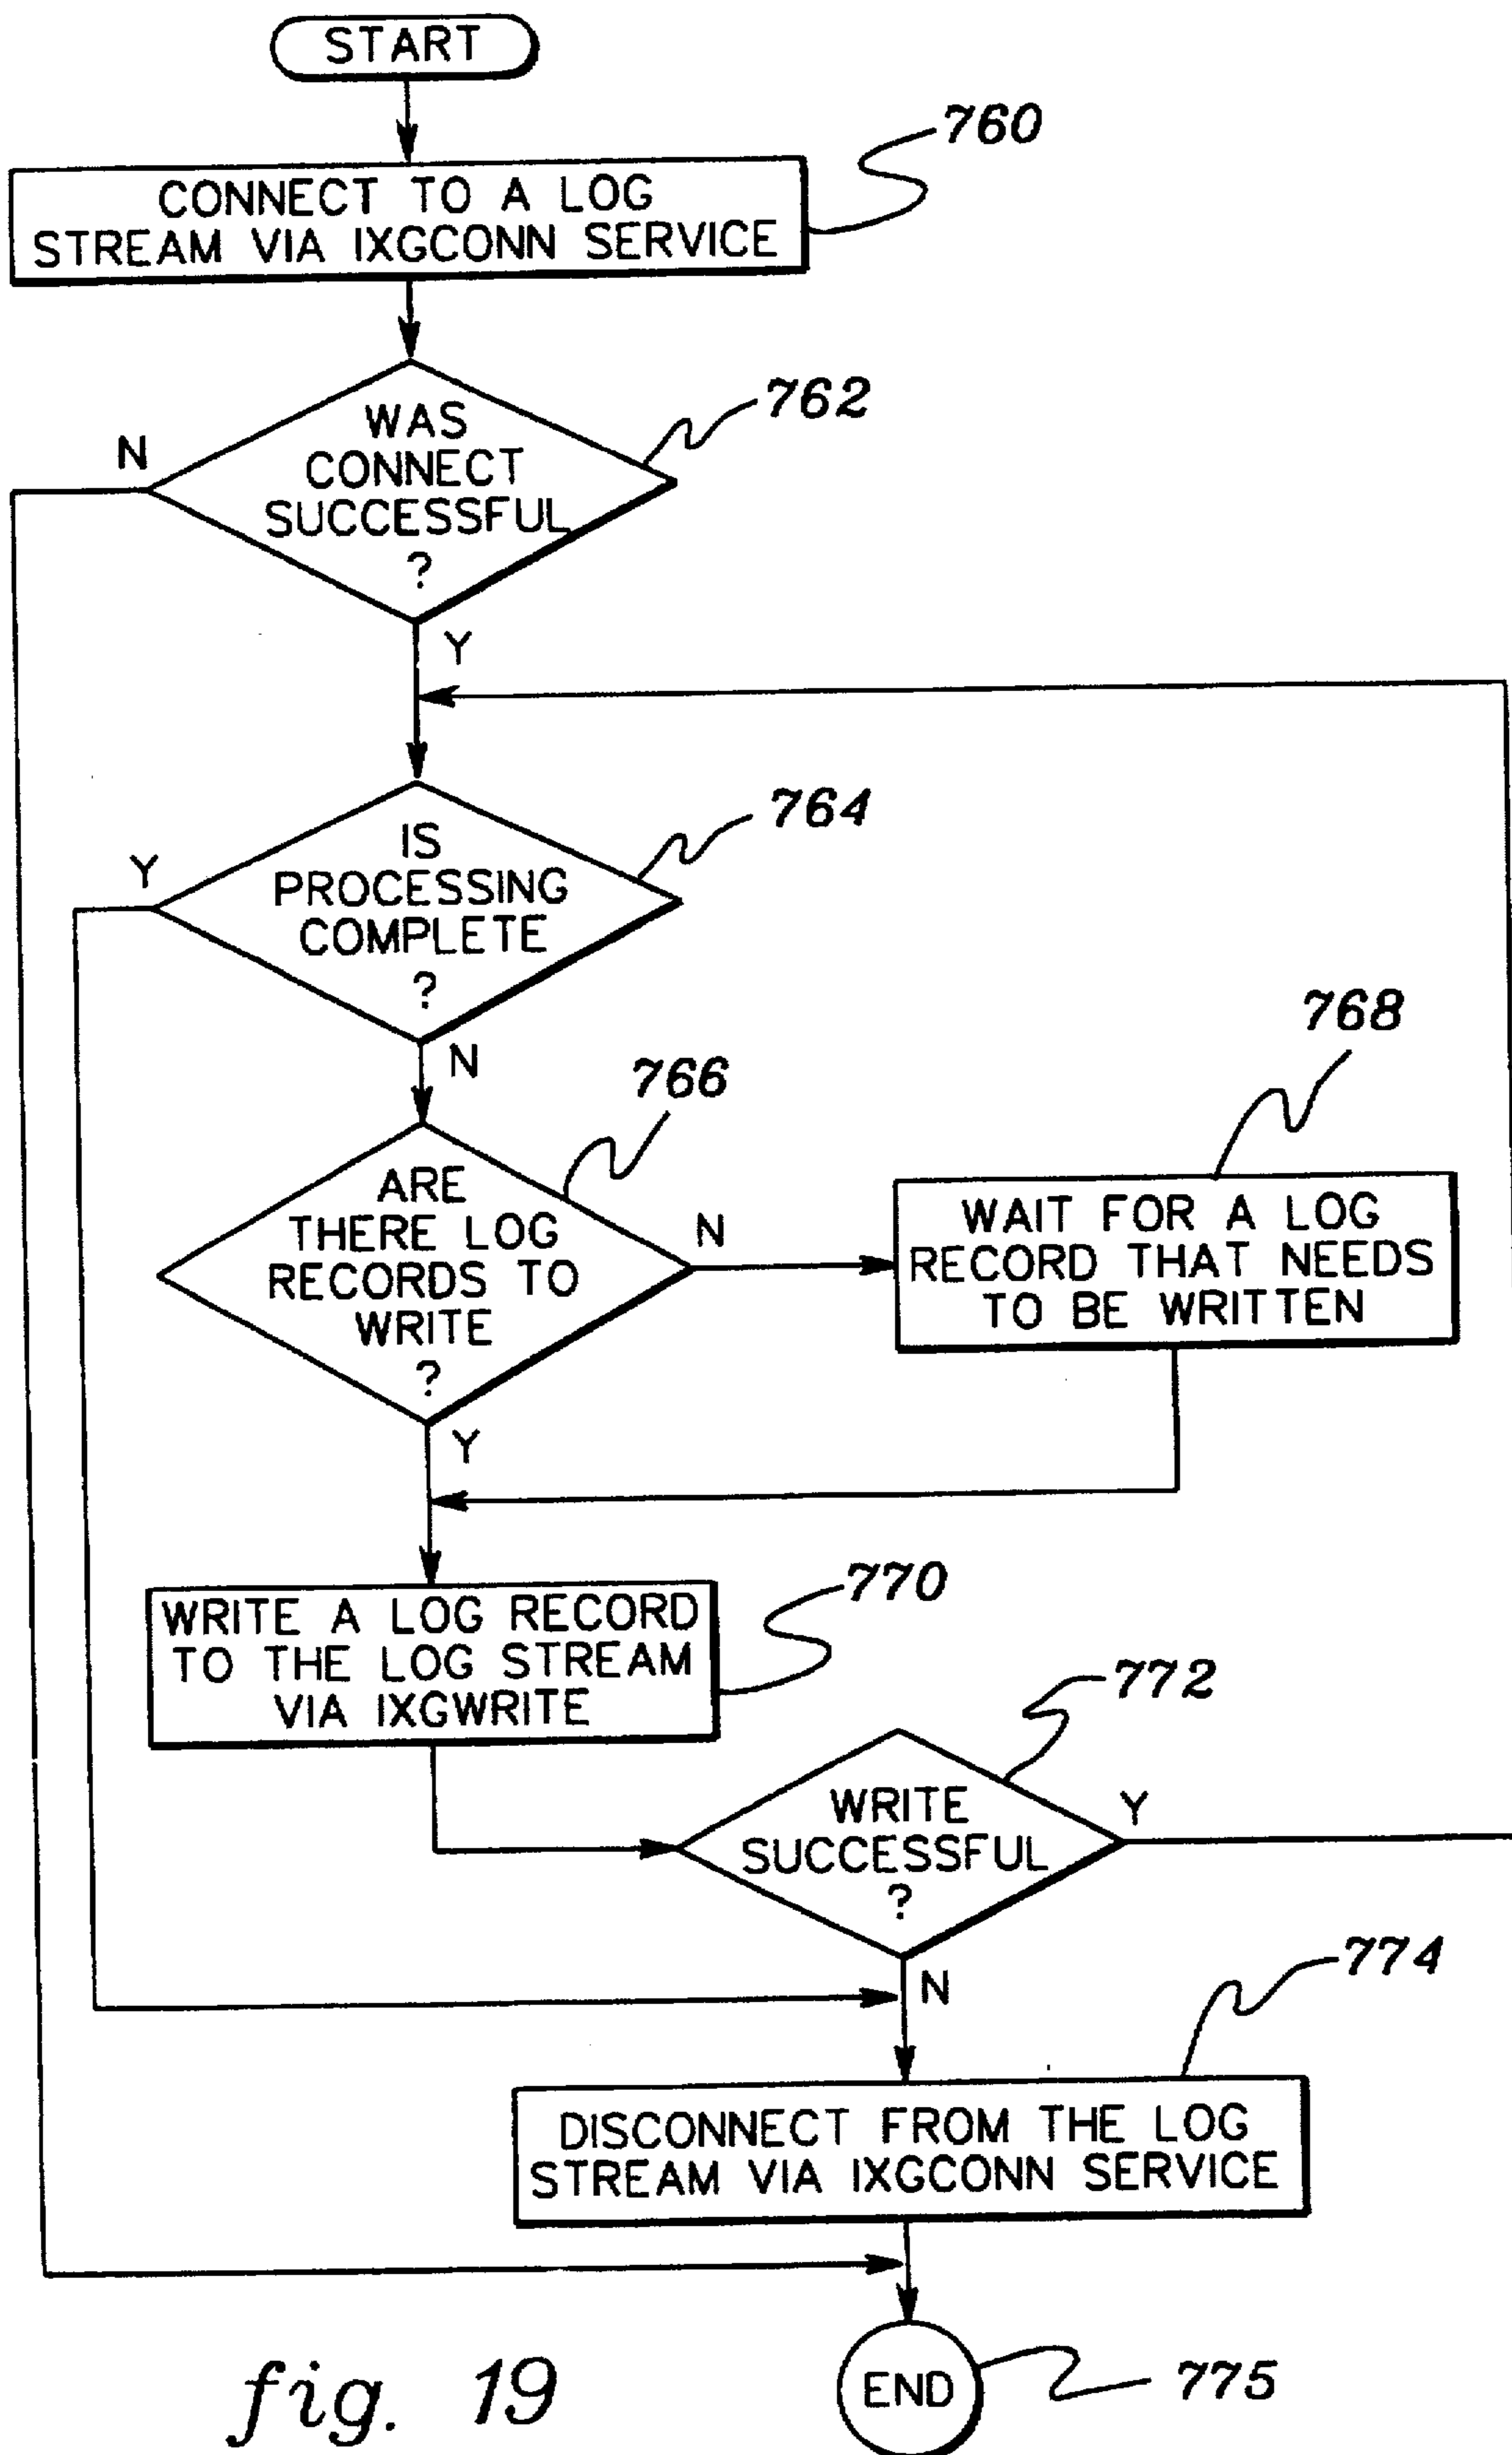 START
760
CONNECT TO A LOG
STREAM VIA IXGCONN SERVICE
762
N
WAS
CONNECT
SUCCESSFUL
?
Y
764
Y
IS
PROCESSING
COMPLETE
?
N
766
768
ARE
THERE LOG
RECORDS TO
WRITE
?
N
WAIT FOR A LOG
RECORD THAT NEEDS
TO BE WRITTEN
Y
770
WRITE A LOG RECORD
TO THE LOG STREAM
VIA IXGWRITE
772
WRITE
SUCCESSFUL
?
Y
N
774
DISCONNECT FROM THE LOG
STREAM VIA IXGCONN SERVICE
END
775
fig. 19